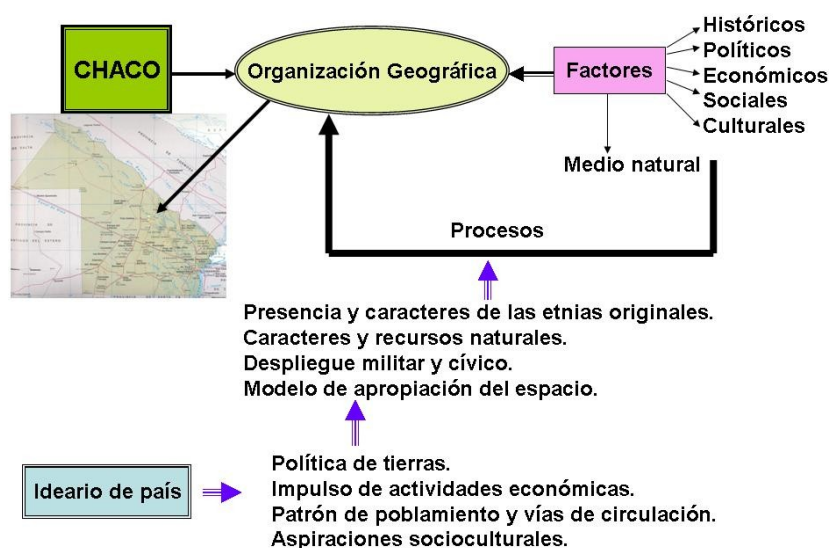 CHACO
Organización Geográfica
Factores
Históricos
Políticos
Económicos
Sociales
Culturales
Medio natural
Procesos
Presencia y caracteres de las etnias originales.
Caracteres y recursos naturales.
Despliegue militar y cívico.
Modelo de apropiación del espacio.
Ideario de país
Política de tierras.
Impulso de actividades económicas.
Patrón de poblamiento y vías de circulación.
Aspiraciones socioculturales.